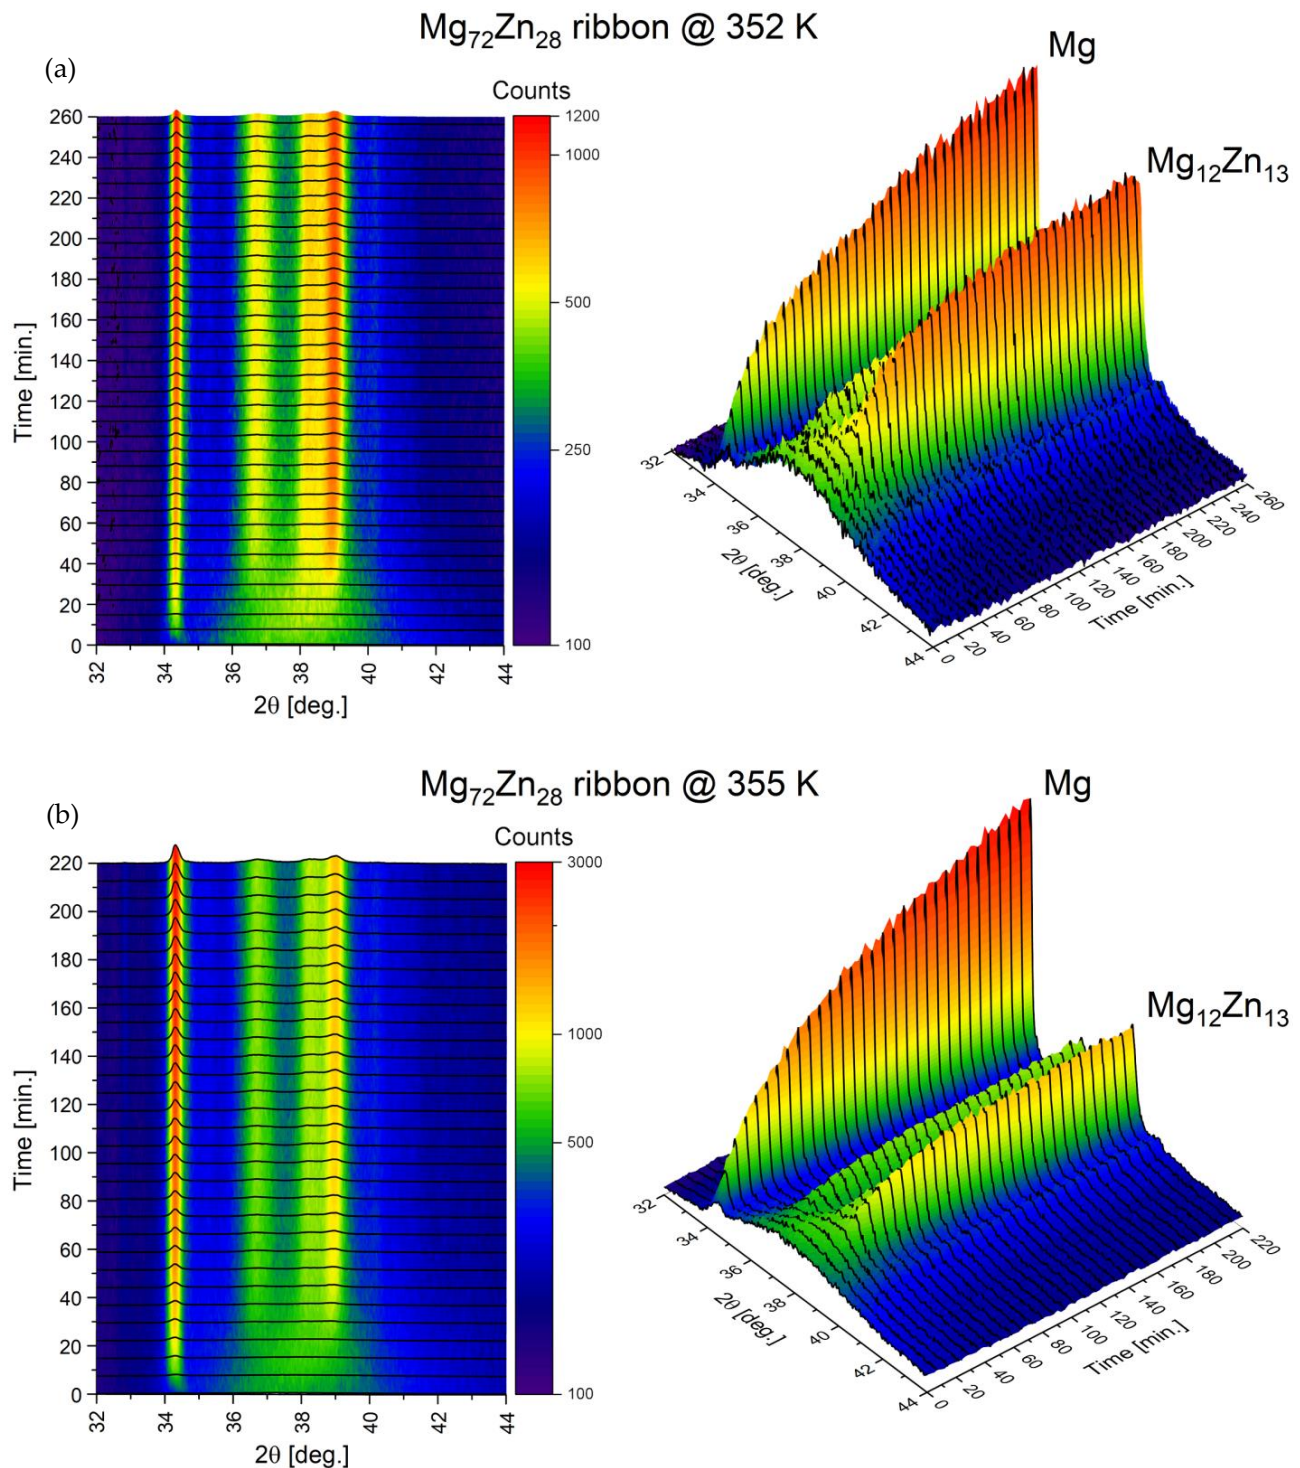 Mg72Zn28 ribbon @ 352 K
(a)
Mg
Mg12Zn13
Counts
1200
1000
500
250
100
260
240
220
200
180
160
140
120
100
80
60
40
20
0
Time [min.]
32 34 36 38 40 42 44
2θ [deg.]
32 34 36 38 40 42 44
2θ [deg.]
0 20 40 60 80 100 120 140 160 180 200 220 240 260
Time [min.]
Mg72Zn28 ribbon @ 355 K
(b)
Mg
Mg12Zn13
Counts
3000
1000
500
100
220
200
180
160
140
120
100
80
60
40
20
0
Time [min.]
32 34 36 38 40 42 44
2θ [deg.]
32 34 36 38 40 42 44
2θ [deg.]
0 20 40 60 80 100 120 140 160 180 200 220
Time [min.]